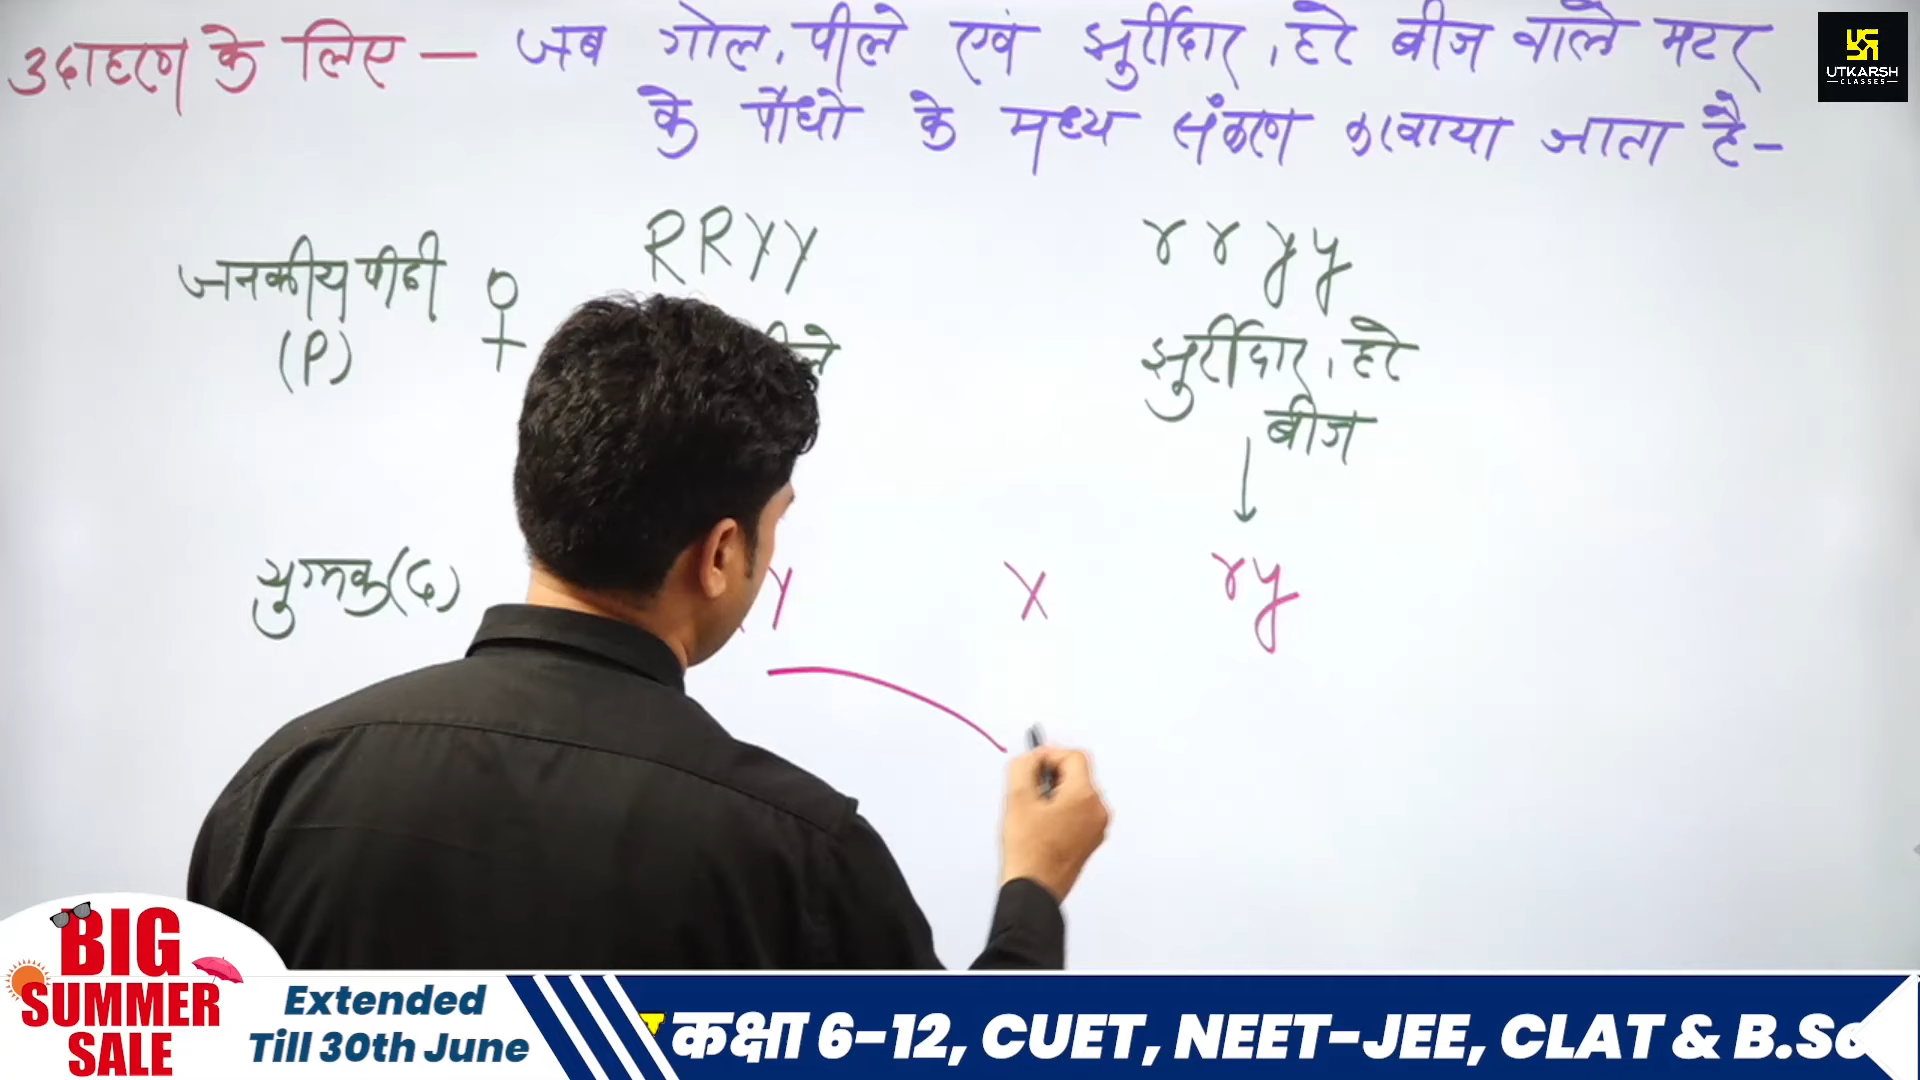 उदाहरण के लिए — जब गोल, पीले एवं झुर्रीदार, हरे बीज वाले मटर
के पौधो के मध्य संकरण करवाया जाता है-
UTKARSH
CLASSES
RRYY
rryy
जनकीय पीढी
(P)
♀
झुर्रीदार, हरे
बीज
युग्मक (G)
Y
X
ry
BIG
SUMMER
SALE
Extended
Till 30th June
कक्षा 6-12, CUET, NEET-JEE, CLAT & B.Sc